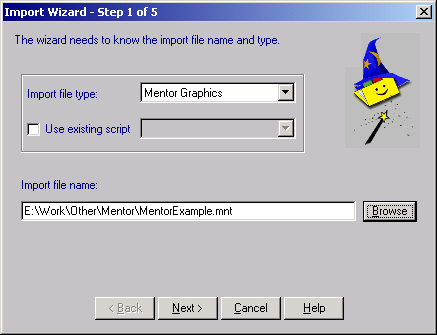 Import Wizard - Step 1 of 5
The wizard needs to know the import file name and type.
Import file type: Mentor Graphics
Use existing script
Import file name:
E:\Work\Other\Mentor\MentorExample.mnt Browse
< Back Next > Cancel Help